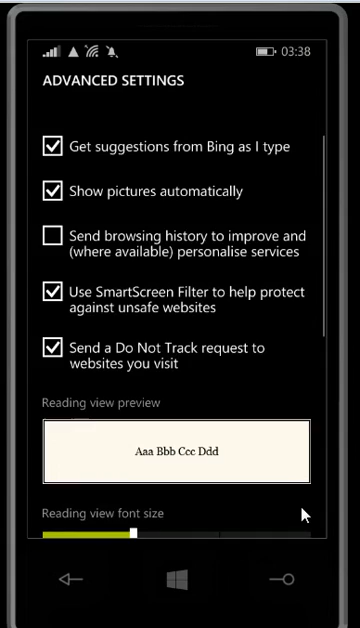 03:38
ADVANCED SETTINGS
Get suggestions from Bing as I type
Show pictures automatically
Send browsing history to improve and
(where available) personalise services
Use SmartScreen Filter to help protect
against unsafe websites
Send a Do Not Track request to
websites you visit
Reading view preview
Aaa Bbb Ccc Ddd
Reading view font size